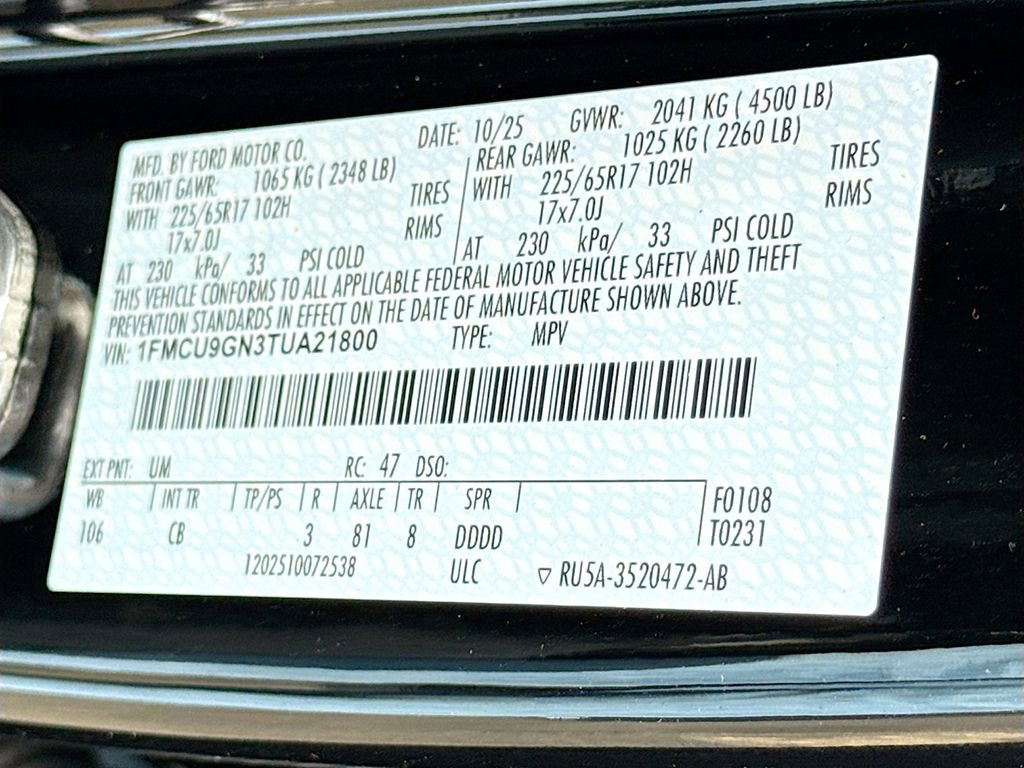 MFD. BY FORD MOTOR CO. DATE: 10/25 GVWR: 2041 KG ( 4500 LB)
FRONT GAWR: 1065 KG ( 2348 LB) REAR GAWR: 1025 KG ( 2260 LB)
WITH 225/65R17 102H TIRES WITH 225/65R17 102H TIRES
17x7.0J RIMS 17x7.0J RIMS
AT 230 kPa/ 33 PSI COLD AT 230 kPa/ 33 PSI COLD
THIS VEHICLE CONFORMS TO ALL APPLICABLE FEDERAL MOTOR VEHICLE SAFETY AND THEFT
PREVENTION STANDARDS IN EFFECT ON THE DATE OF MANUFACTURE SHOWN ABOVE.
VIN: 1FMCU9GN3TUA21800 TYPE: MPV
EXT PNT: UM RC: 47 DSO:
WB INT TR TP/PS R AXLE TR SPR F0108
106 CB 3 81 8 DDDD T0231
1202510072538 ULC ▽ RU5A-3520472-AB